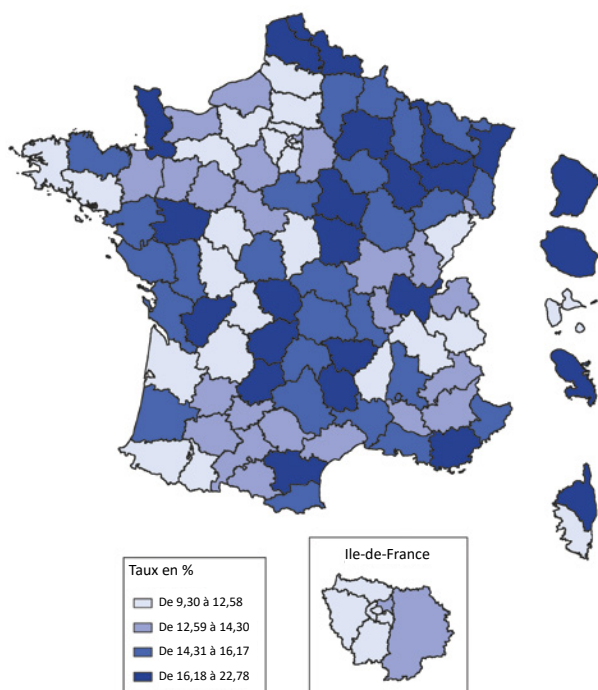 Taux en %
De 9,30 à 12,58
De 12,59 à 14,30
De 14,31 à 16,17
De 16,18 à 22,78
Ile-de-France